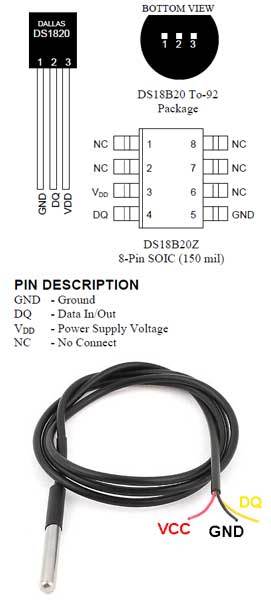 BOTTOM VIEW
DALLAS
DS1820
1 2 3
1 2 3
GND
DQ
VDD
DS18B20 To-92
Package
NC 1 8 NC
NC 2 7 NC
VDD 3 6 NC
DQ 4 5 GND
DS18B20Z
8-Pin SOIC (150 mil)
PIN DESCRIPTION
GND - Ground
DQ - Data In/Out
VDD - Power Supply Voltage
NC - No Connect
DQ
VCC GND